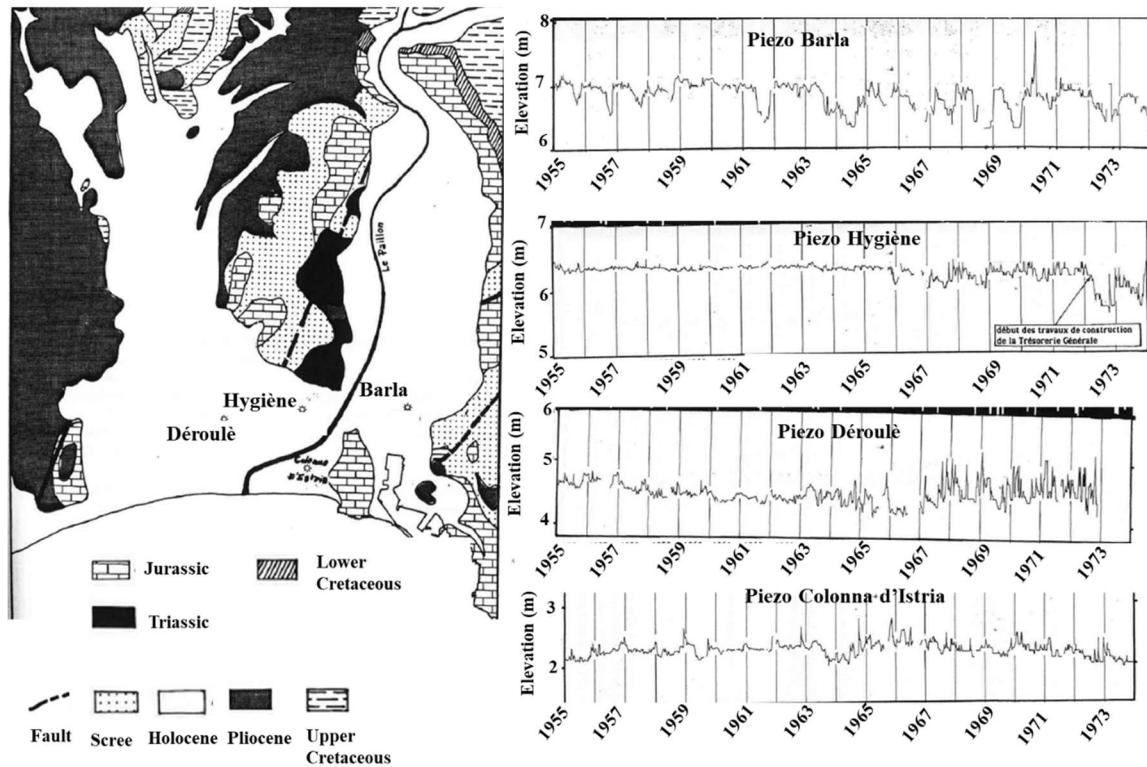 Le Paillon
Hygiène
Barla
Déroulè
Colonna
D'Istria
Jurassic
Lower
Cretaceous
Triassic
Fault
Scree
Holocene
Pliocene
Upper
Cretaceous
Piezo Barla
Elevation (m)
8
7
6
1955
1957
1959
1961
1963
1965
1967
1969
1971
1973
Piezo Hygiène
Elevation (m)
7
6
5
début des travaux de construction
de la Trésorerie Générale
1955
1957
1959
1961
1963
1965
1967
1969
1971
1973
Piezo Déroulè
Elevation (m)
6
5
4
1955
1957
1959
1961
1963
1965
1967
1969
1971
1973
Piezo Colonna d'Istria
Elevation (m)
3
2
1955
1957
1959
1961
1963
1965
1967
1969
1971
1973